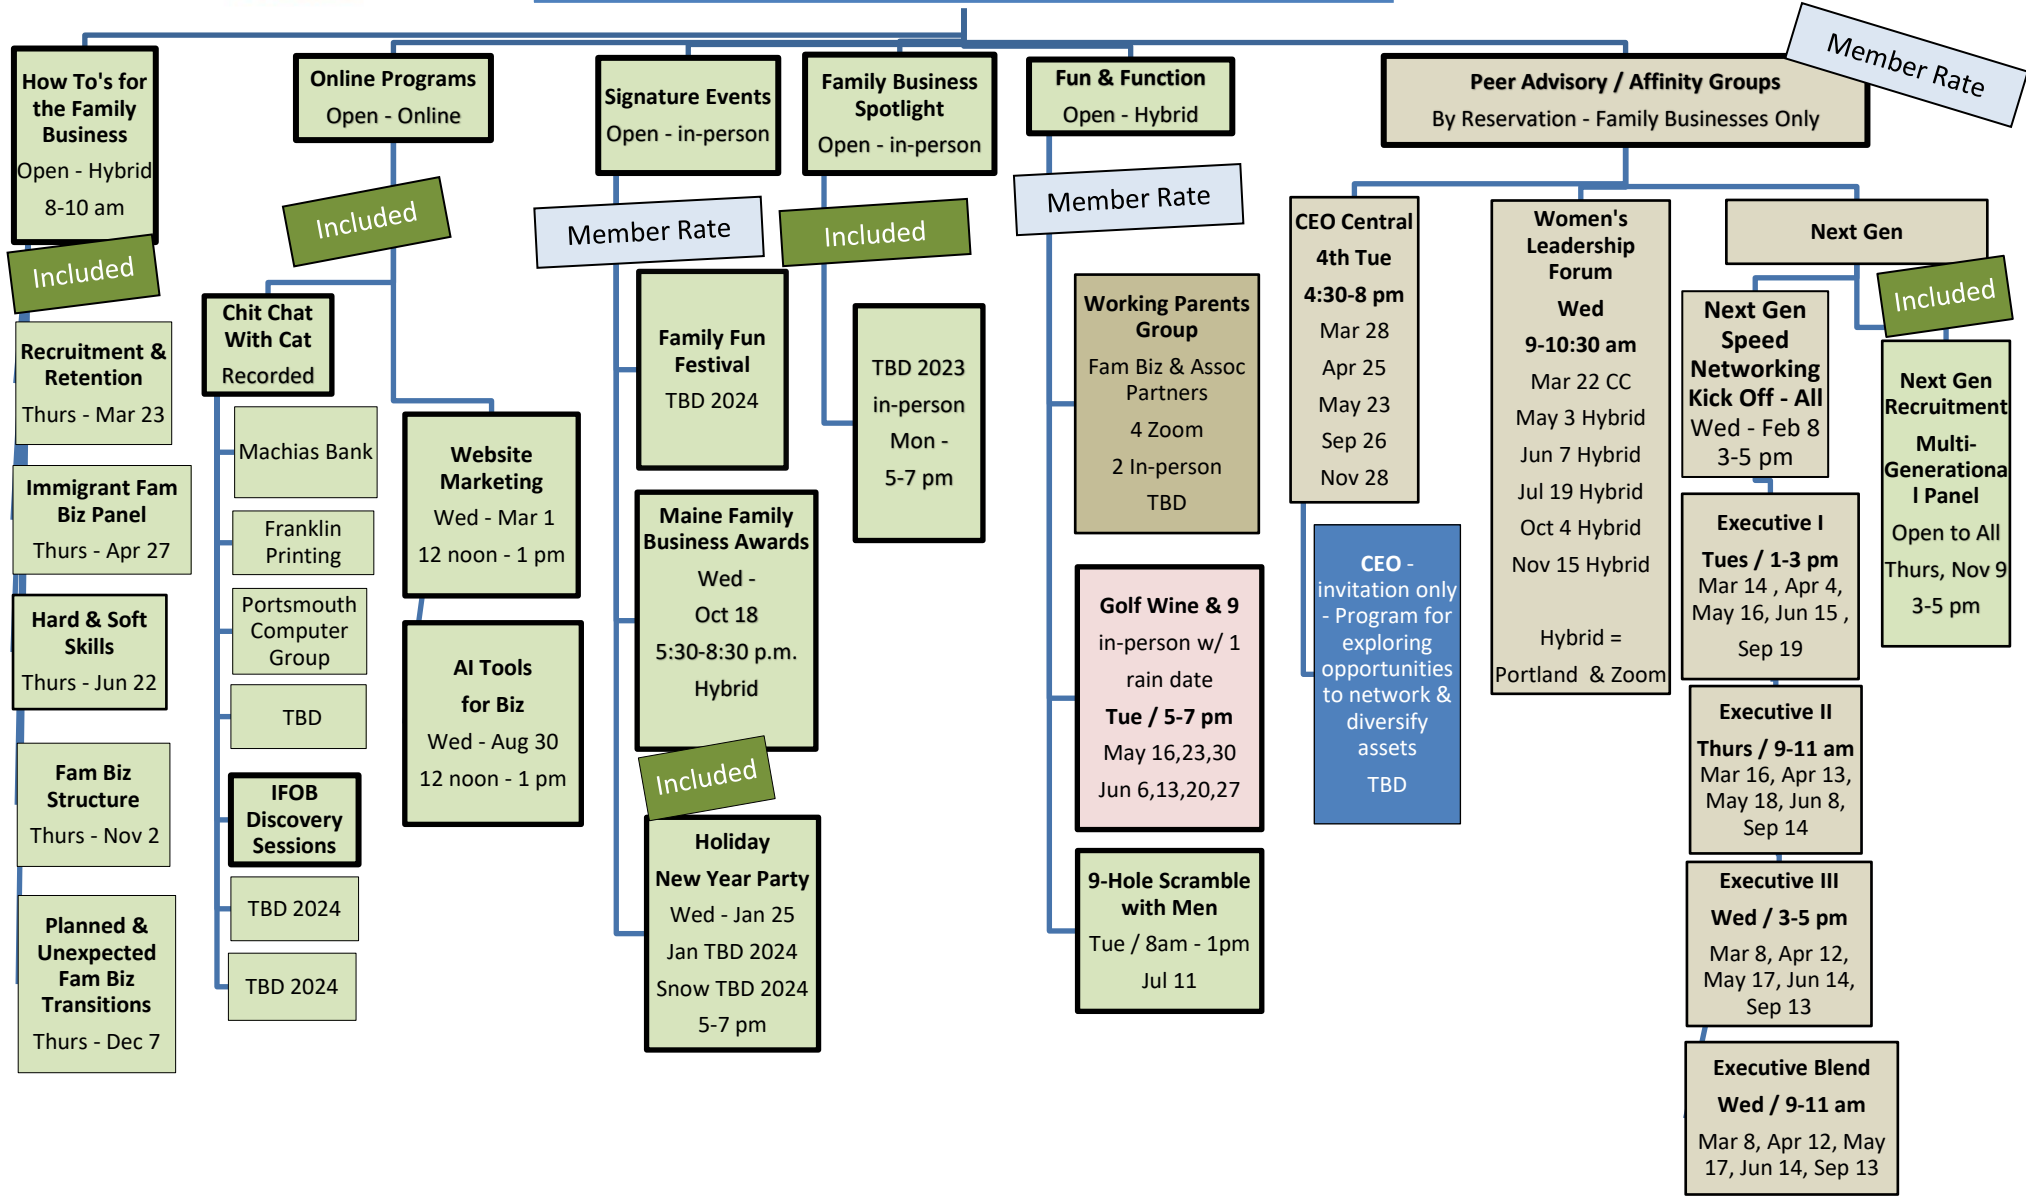 How To's for
the Family
Business
Open - Hybrid
8-10 am
Included
Recruitment &
Retention
Thurs - Mar 23
Immigrant Fam
Biz Panel
Thurs - Apr 27
Hard & Soft
Skills
Thurs - Jun 22
Fam Biz
Structure
Thurs - Nov 2
Planned &
Unexpected
Fam Biz
Transitions
Thurs - Dec 7
Online Programs
Open - Online
Included
Chit Chat
With Cat
Recorded
Machias Bank
Franklin
Printing
Portsmouth
Computer
Group
TBD
IFOB
Discovery
Sessions
TBD 2024
TBD 2024
Website
Marketing
Wed - Mar 1
12 noon - 1 pm
AI Tools
for Biz
Wed - Aug 30
12 noon - 1 pm
Signature Events
Open - in-person
Member Rate
Family Fun
Festival
TBD 2024
Maine Family
Business Awards
Wed -
Oct 18
5:30-8:30 p.m.
Hybrid
Included
Holiday
New Year Party
Wed - Jan 25
Jan TBD 2024
Snow TBD 2024
5-7 pm
Family Business
Spotlight
Open - in-person
Included
TBD 2023
in-person
Mon -
5-7 pm
Fun & Function
Open - Hybrid
Member Rate
Working Parents
Group
Fam Biz & Assoc
Partners
4 Zoom
2 In-person
TBD
Golf Wine & 9
in-person w/ 1
rain date
Tue / 5-7 pm
May 16,23,30
Jun 6,13,20,27
9-Hole Scramble
with Men
Tue / 8am - 1pm
Jul 11
Peer Advisory / Affinity Groups
By Reservation - Family Businesses Only
Member Rate
CEO Central
4th Tue
4:30-8 pm
Mar 28
Apr 25
May 23
Sep 26
Nov 28
CEO -
invitation only
- Program for
exploring
opportunities
to network &
diversify
assets
TBD
Women's
Leadership
Forum
Wed
9-10:30 am
Mar 22 CC
May 3 Hybrid
Jun 7 Hybrid
Jul 19 Hybrid
Oct 4 Hybrid
Nov 15 Hybrid
Hybrid =
Portland & Zoom
Next Gen
Next Gen
Speed
Networking
Kick Off - All
Wed - Feb 8
3-5 pm
Executive I
Tues / 1-3 pm
Mar 14 , Apr 4,
May 16, Jun 15 ,
Sep 19
Executive II
Thurs / 9-11 am
Mar 16, Apr 13,
May 18, Jun 8,
Sep 14
Executive III
Wed / 3-5 pm
Mar 8, Apr 12,
May 17, Jun 14,
Sep 13
Executive Blend
Wed / 9-11 am
Mar 8, Apr 12, May
17, Jun 14, Sep 13
Included
Next Gen
Recruitment
Multi-
Generationa
l Panel
Open to All
Thurs, Nov 9
3-5 pm